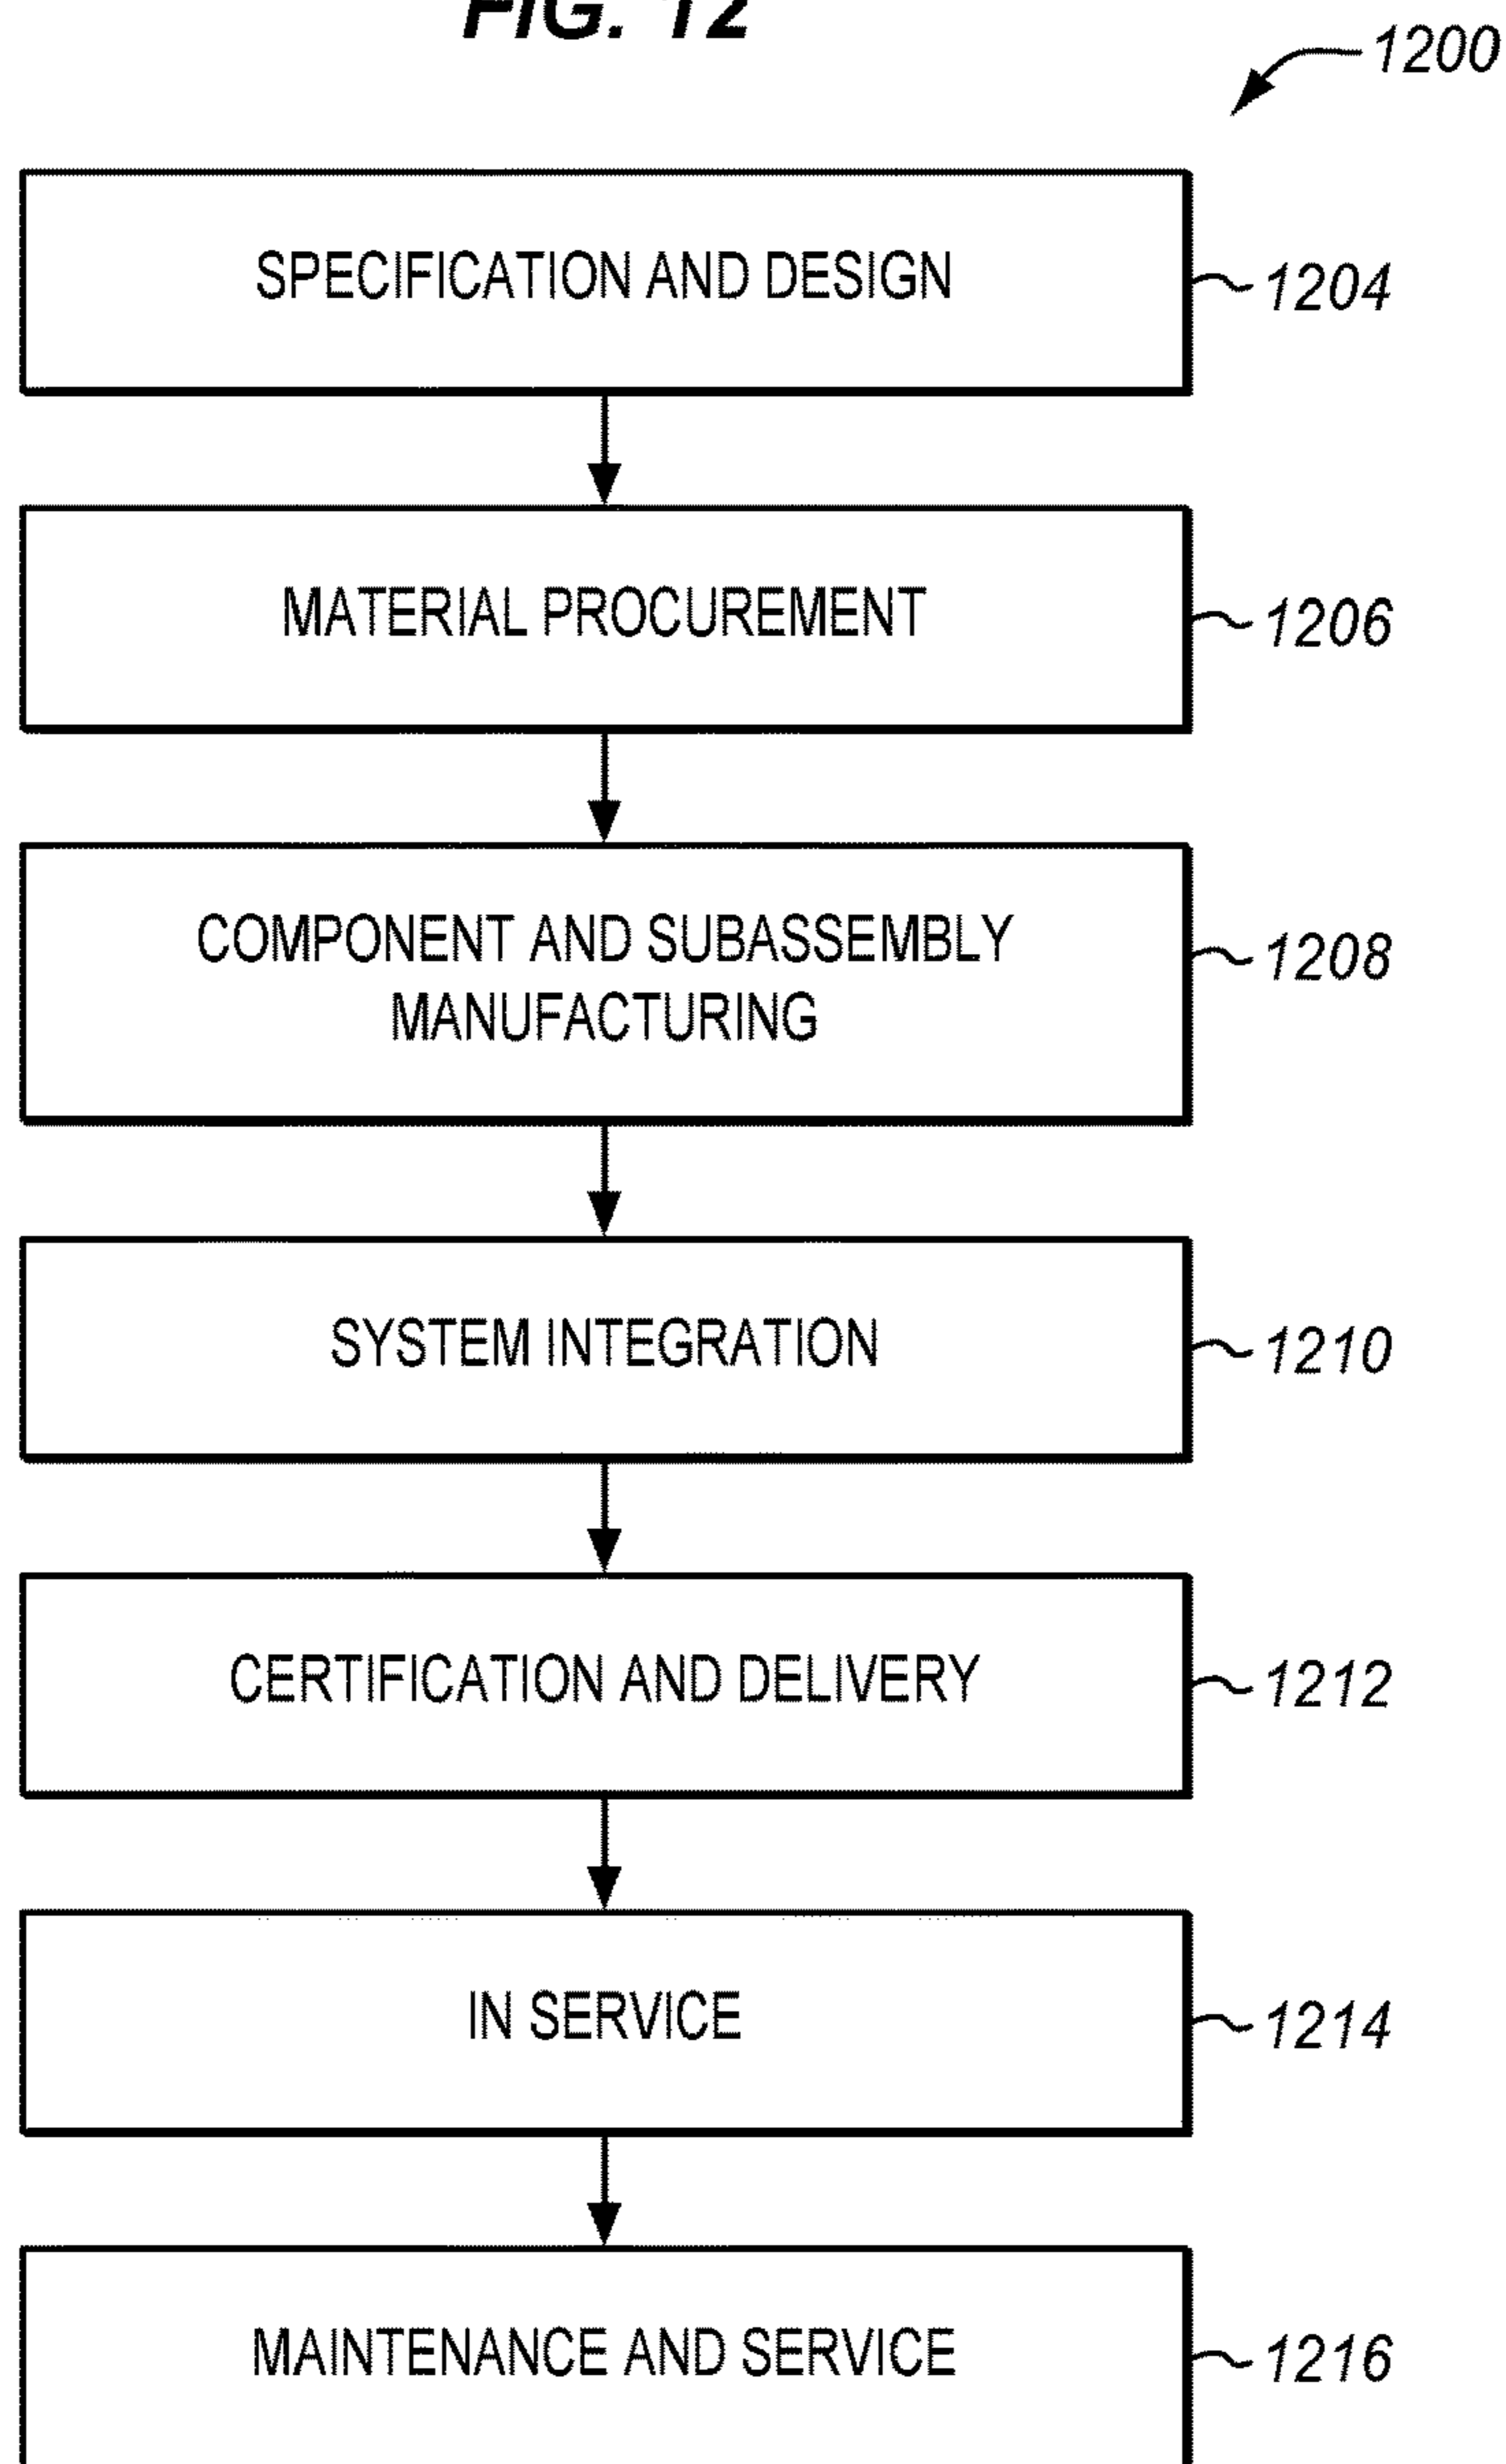 FIG. 12
1200
SPECIFICATION AND DESIGN
1204
MATERIAL PROCUREMENT
1206
COMPONENT AND SUBASSEMBLY
MANUFACTURING
1208
SYSTEM INTEGRATION
1210
CERTIFICATION AND DELIVERY
1212
IN SERVICE
1214
MAINTENANCE AND SERVICE
1216